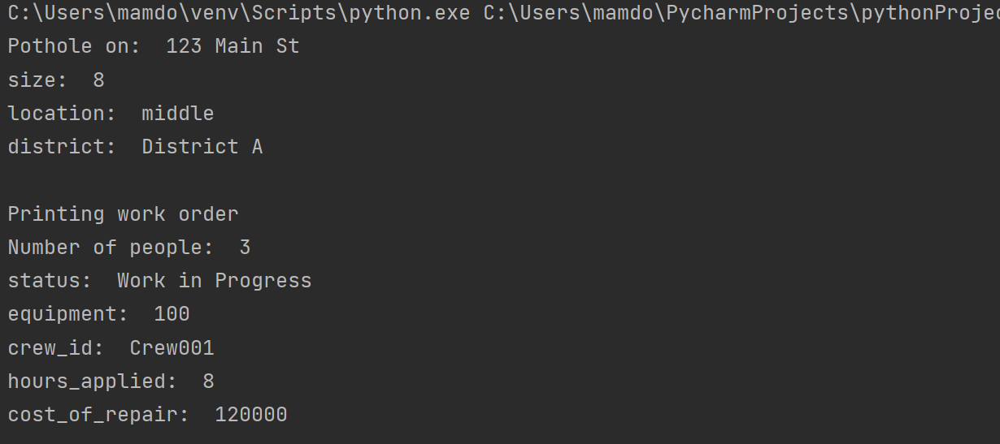 C:\Users\mamdo\venv\Scripts\python.exe C:\Users\mamdo\PycharmProjects\pythonProjec
Pothole on:  123 Main St
size:  8
location:  middle
district:  District A
Printing work order
Number of people:  3
status:  Work in Progress
equipment:  100
crew_id:  Crew001
hours_applied:  8
cost_of_repair:  120000